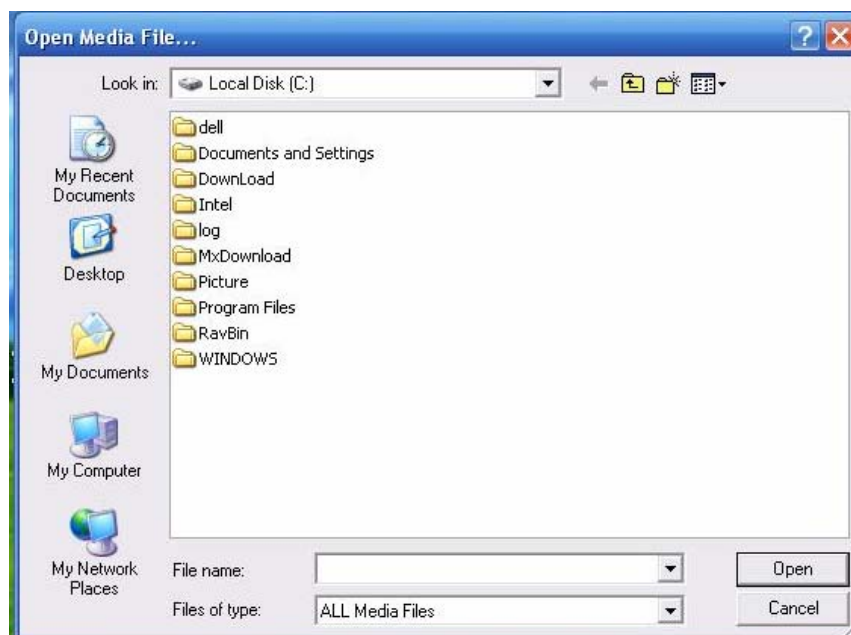 Open Media File...
Look in:
Local Disk (C:)
My Recent
Documents
Desktop
My Documents
My Computer
My Network
Places
dell
Documents and Settings
DownLoad
Intel
log
MxDownload
Picture
Program Files
RavBin
WINDOWS
File name:
Open
Files of type:
ALL Media Files
Cancel